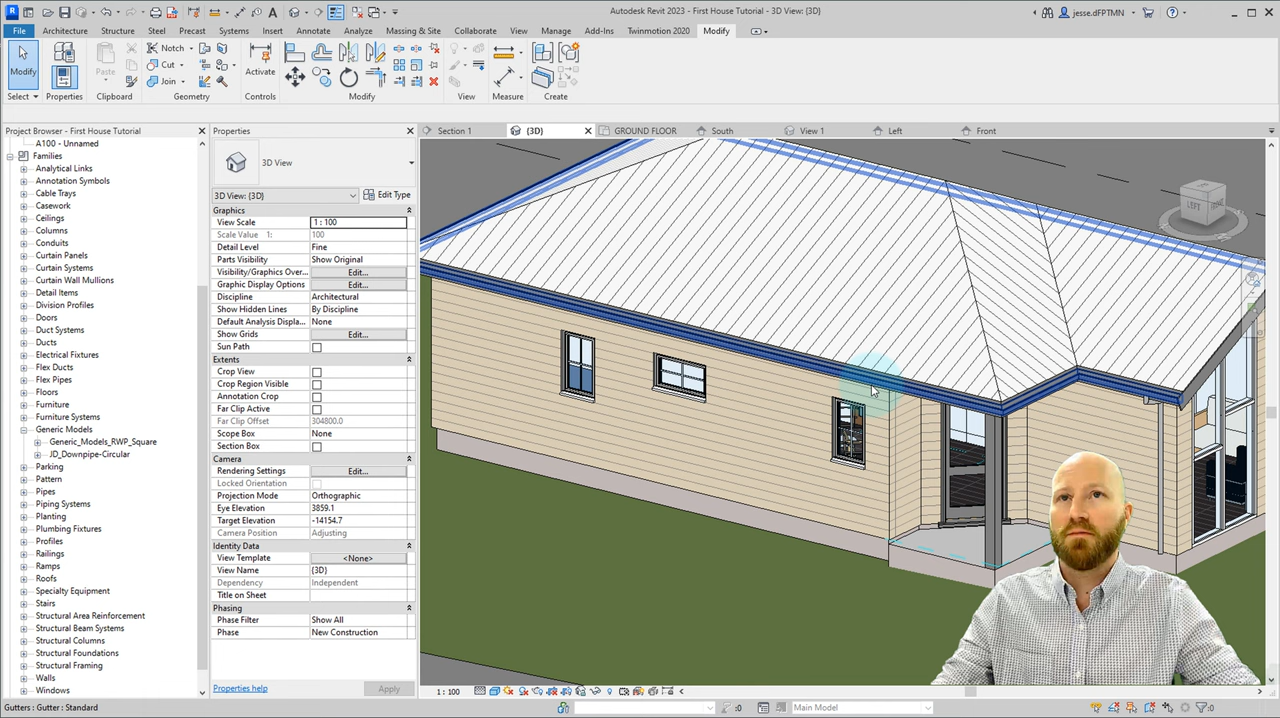 Autodesk Revit 2023 - First House Tutorial - 3D View: {3D}
jesse.dFPTMN
File Architecture Structure Steel Precast Systems Insert Annotate Analyze Massing & Site Collaborate View Manage Add-Ins Twinmotion 2020 Modify
Modify Paste Notch Cut Join Activate
Select Properties Clipboard Geometry Controls Modify View Measure Create
Project Browser - First House Tutorial
A100 - Unnamed
Families
Analytical Links
Annotation Symbols
Cable Trays
Casework
Ceilings
Columns
Conduits
Curtain Panels
Curtain Systems
Curtain Wall Mullions
Detail Items
Division Profiles
Doors
Duct Systems
Ducts
Electrical Fixtures
Flex Ducts
Flex Pipes
Floors
Furniture
Furniture Systems
Generic Models
Generic_Models_RWP_Square
JD_Downpipe-Circular
Parking
Pattern
Pipes
Piping Systems
Planting
Plumbing Fixtures
Profiles
Railings
Ramps
Roofs
Specialty Equipment
Stairs
Structural Area Reinforcement
Structural Beam Systems
Structural Columns
Structural Foundations
Structural Framing
Walls
Windows
Properties
3D View
3D View: {3D} Edit Type
Graphics
View Scale 1 : 100
Scale Value 1: 100
Detail Level Fine
Parts Visibility Show Original
Visibility/Graphics Over... Edit...
Graphic Display Options Edit...
Discipline Architectural
Show Hidden Lines By Discipline
Default Analysis Displa... None
Show Grids Edit...
Sun Path
Extents
Crop View
Crop Region Visible
Annotation Crop
Far Clip Active
Far Clip Offset 304800.0
Scope Box None
Section Box
Camera
Rendering Settings Edit...
Locked Orientation
Projection Mode Orthographic
Eye Elevation 3859.1
Target Elevation -14154.7
Camera Position Adjusting
Identity Data
View Template <None>
View Name {3D}
Dependency Independent
Title on Sheet
Phasing
Phase Filter Show All
Phase New Construction
Properties help Apply
Section 1 {3D} GROUND FLOOR South View 1 Left Front
LEFT
1 : 100
Gutters : Gutter : Standard
:0 Main Model :0